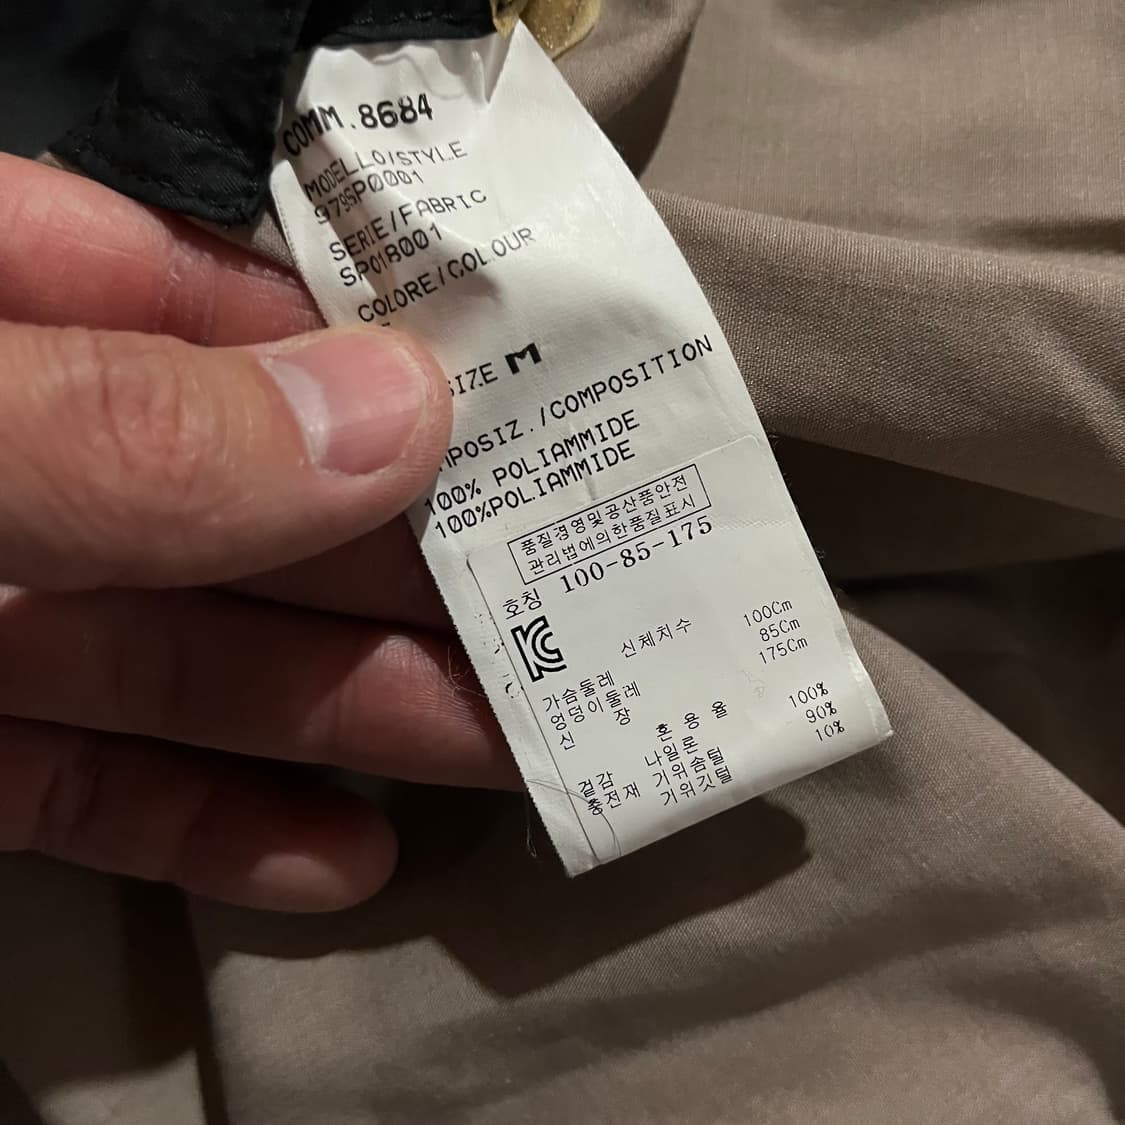 COMM.8684
MODELLO/STYLE
979SP0001
SERIE/FABRIC
SP018001
COLORE/COLOUR
SIZE M
MPOSIZ./COMPOSITION
100% POLIAMMIDE
100%POLIAMMIDE
품질경영및공산품안전
관리법에의한품질표시
호칭 100-85-175
신체치수
가슴둘레 100Cm
엉덩이둘레 85Cm
신 장 175Cm
혼 용 율
겉감 나일론 100%
충전재 거위솜털 90%
거위깃털 10%